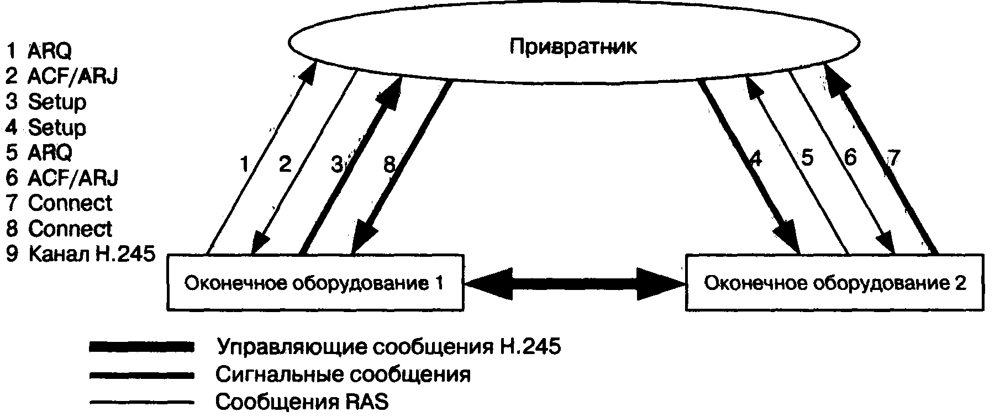 Привратник
1 ARQ
2 ACF/ARJ
3 Setup
4 Setup
5 ARQ
6 ACF/ARJ
7 Connect
8 Connect
9 Канал H.245
1 2 3 8 4 5 6 7
Оконечное оборудование 1
Оконечное оборудование 2
Управляющие сообщения H.245
Сигнальные сообщения
Сообщения RAS